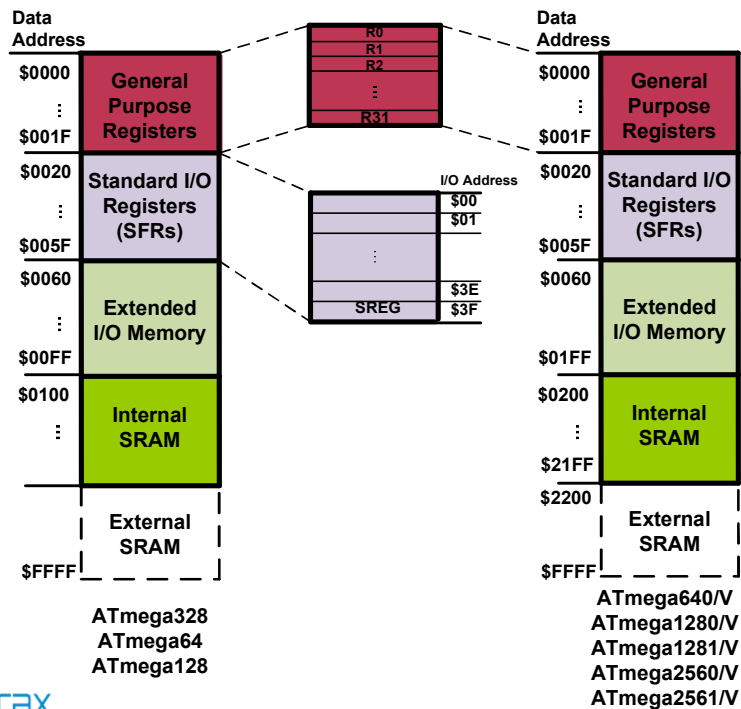 Data
Address
$0000
⋮
$001F
$0020
⋮
$005F
$0060
⋮
$00FF
$0100
⋮
$FFFF
General
Purpose
Registers
Standard I/O
Registers
(SFRs)
Extended
I/O Memory
Internal
SRAM
External
SRAM
ATmega328
ATmega64
ATmega128
R0
R1
R2
⋮
R31
I/O Address
$00
$01
⋮
$3E
SREG $3F
Data
Address
$0000
⋮
$001F
$0020
⋮
$005F
$0060
⋮
$01FF
$0200
⋮
$21FF
$2200
⋮
$FFFF
General
Purpose
Registers
Standard I/O
Registers
(SFRs)
Extended
I/O Memory
Internal
SRAM
External
SRAM
ATmega640/V
ATmega1280/V
ATmega1281/V
ATmega2560/V
ATmega2561/V